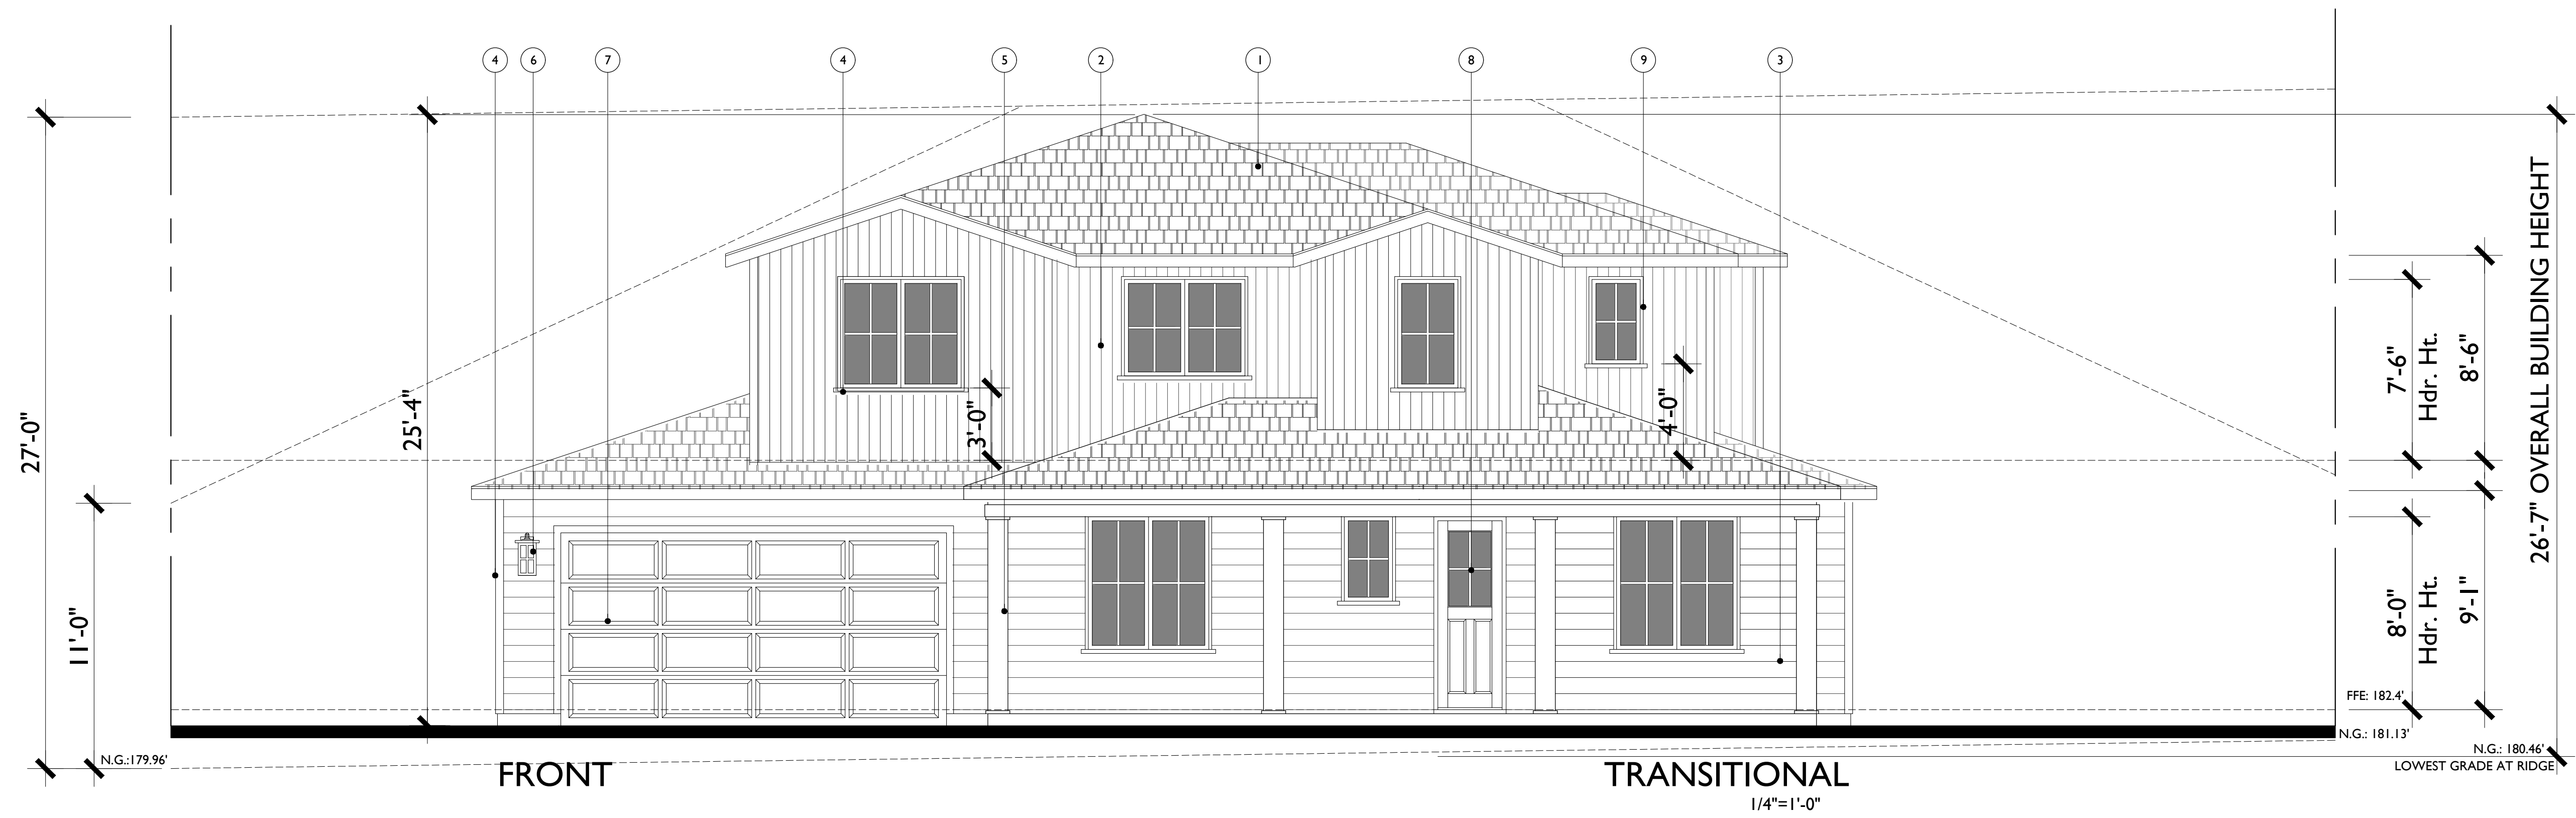 4 6 7 4 5 2 1 8 9 3
27'-0"
11'-0"
25'-4"
3'-0"
4'-0"
7'-6"
Hdr. Ht.
8'-6"
8'-0"
Hdr. Ht.
9'-1"
26'-7" OVERALL BUILDING HEIGHT
FFE: 182.4'
N.G.: 181.13'
N.G.:179.96'
N.G.: 180.46'
LOWEST GRADE AT RIDGE
FRONT
TRANSITIONAL
1/4"=1'-0"